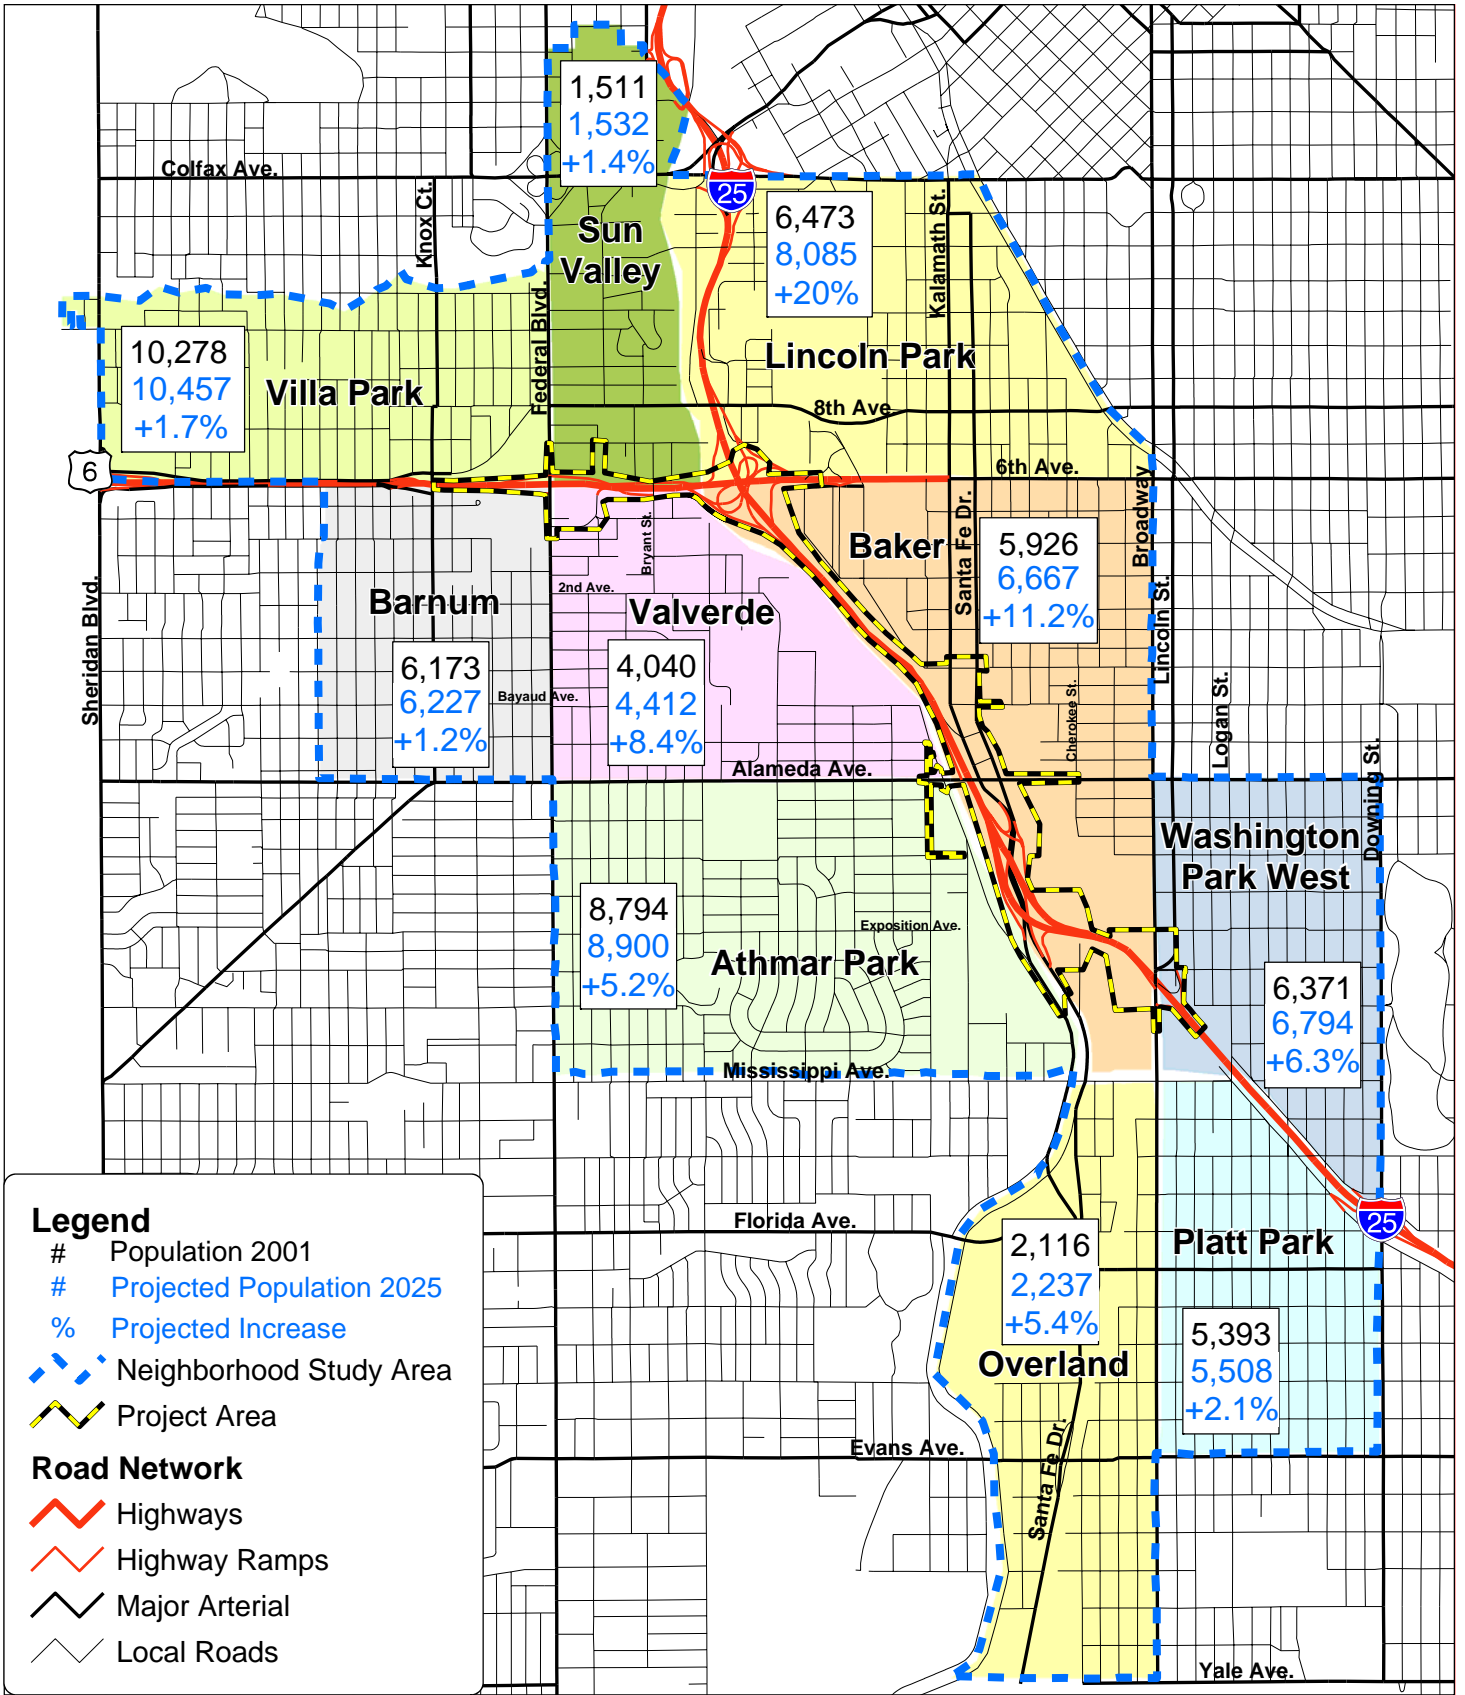 1,511
1,532
+1.4%
Colfax Ave.
25
Knox Ct.
Sun
Valley
6,473
8,085
+20%
Kalamath St.
Federal Blvd.
10,278
10,457
+1.7%
Villa Park
Lincoln Park
8th Ave.
6
6th Ave.
Broadway
Santa Fe Dr.
Bryant St.
Baker
5,926
6,667
+11.2%
2nd Ave.
Barnum
Valverde
Sheridan Blvd.
Lincoln St.
6,173
6,227
+1.2%
Bayaud Ave.
4,040
4,412
+8.4%
Cherokee St.
Logan St.
Alameda Ave.
Downing St.
Washington
Park West
8,794
8,900
+5.2%
Exposition Ave.
Athmar Park
6,371
6,794
+6.3%
Mississippi Ave.
Florida Ave.
25
2,116
2,237
+5.4%
Platt Park
Overland
5,393
5,508
+2.1%
Evans Ave.
Santa Fe Dr.
Yale Ave.
Legend
# Population 2001
# Projected Population 2025
% Projected Increase
Neighborhood Study Area
Project Area
Road Network
Highways
Highway Ramps
Major Arterial
Local Roads